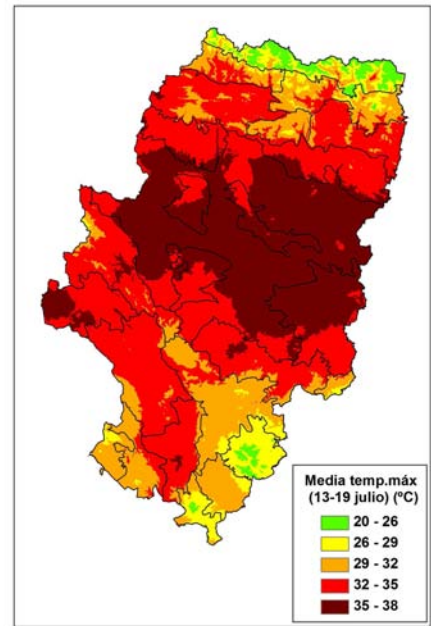 Media temp.máx
(13-19 julio) (ºC)
20 - 26
26 - 29
29 - 32
32 - 35
35 - 38